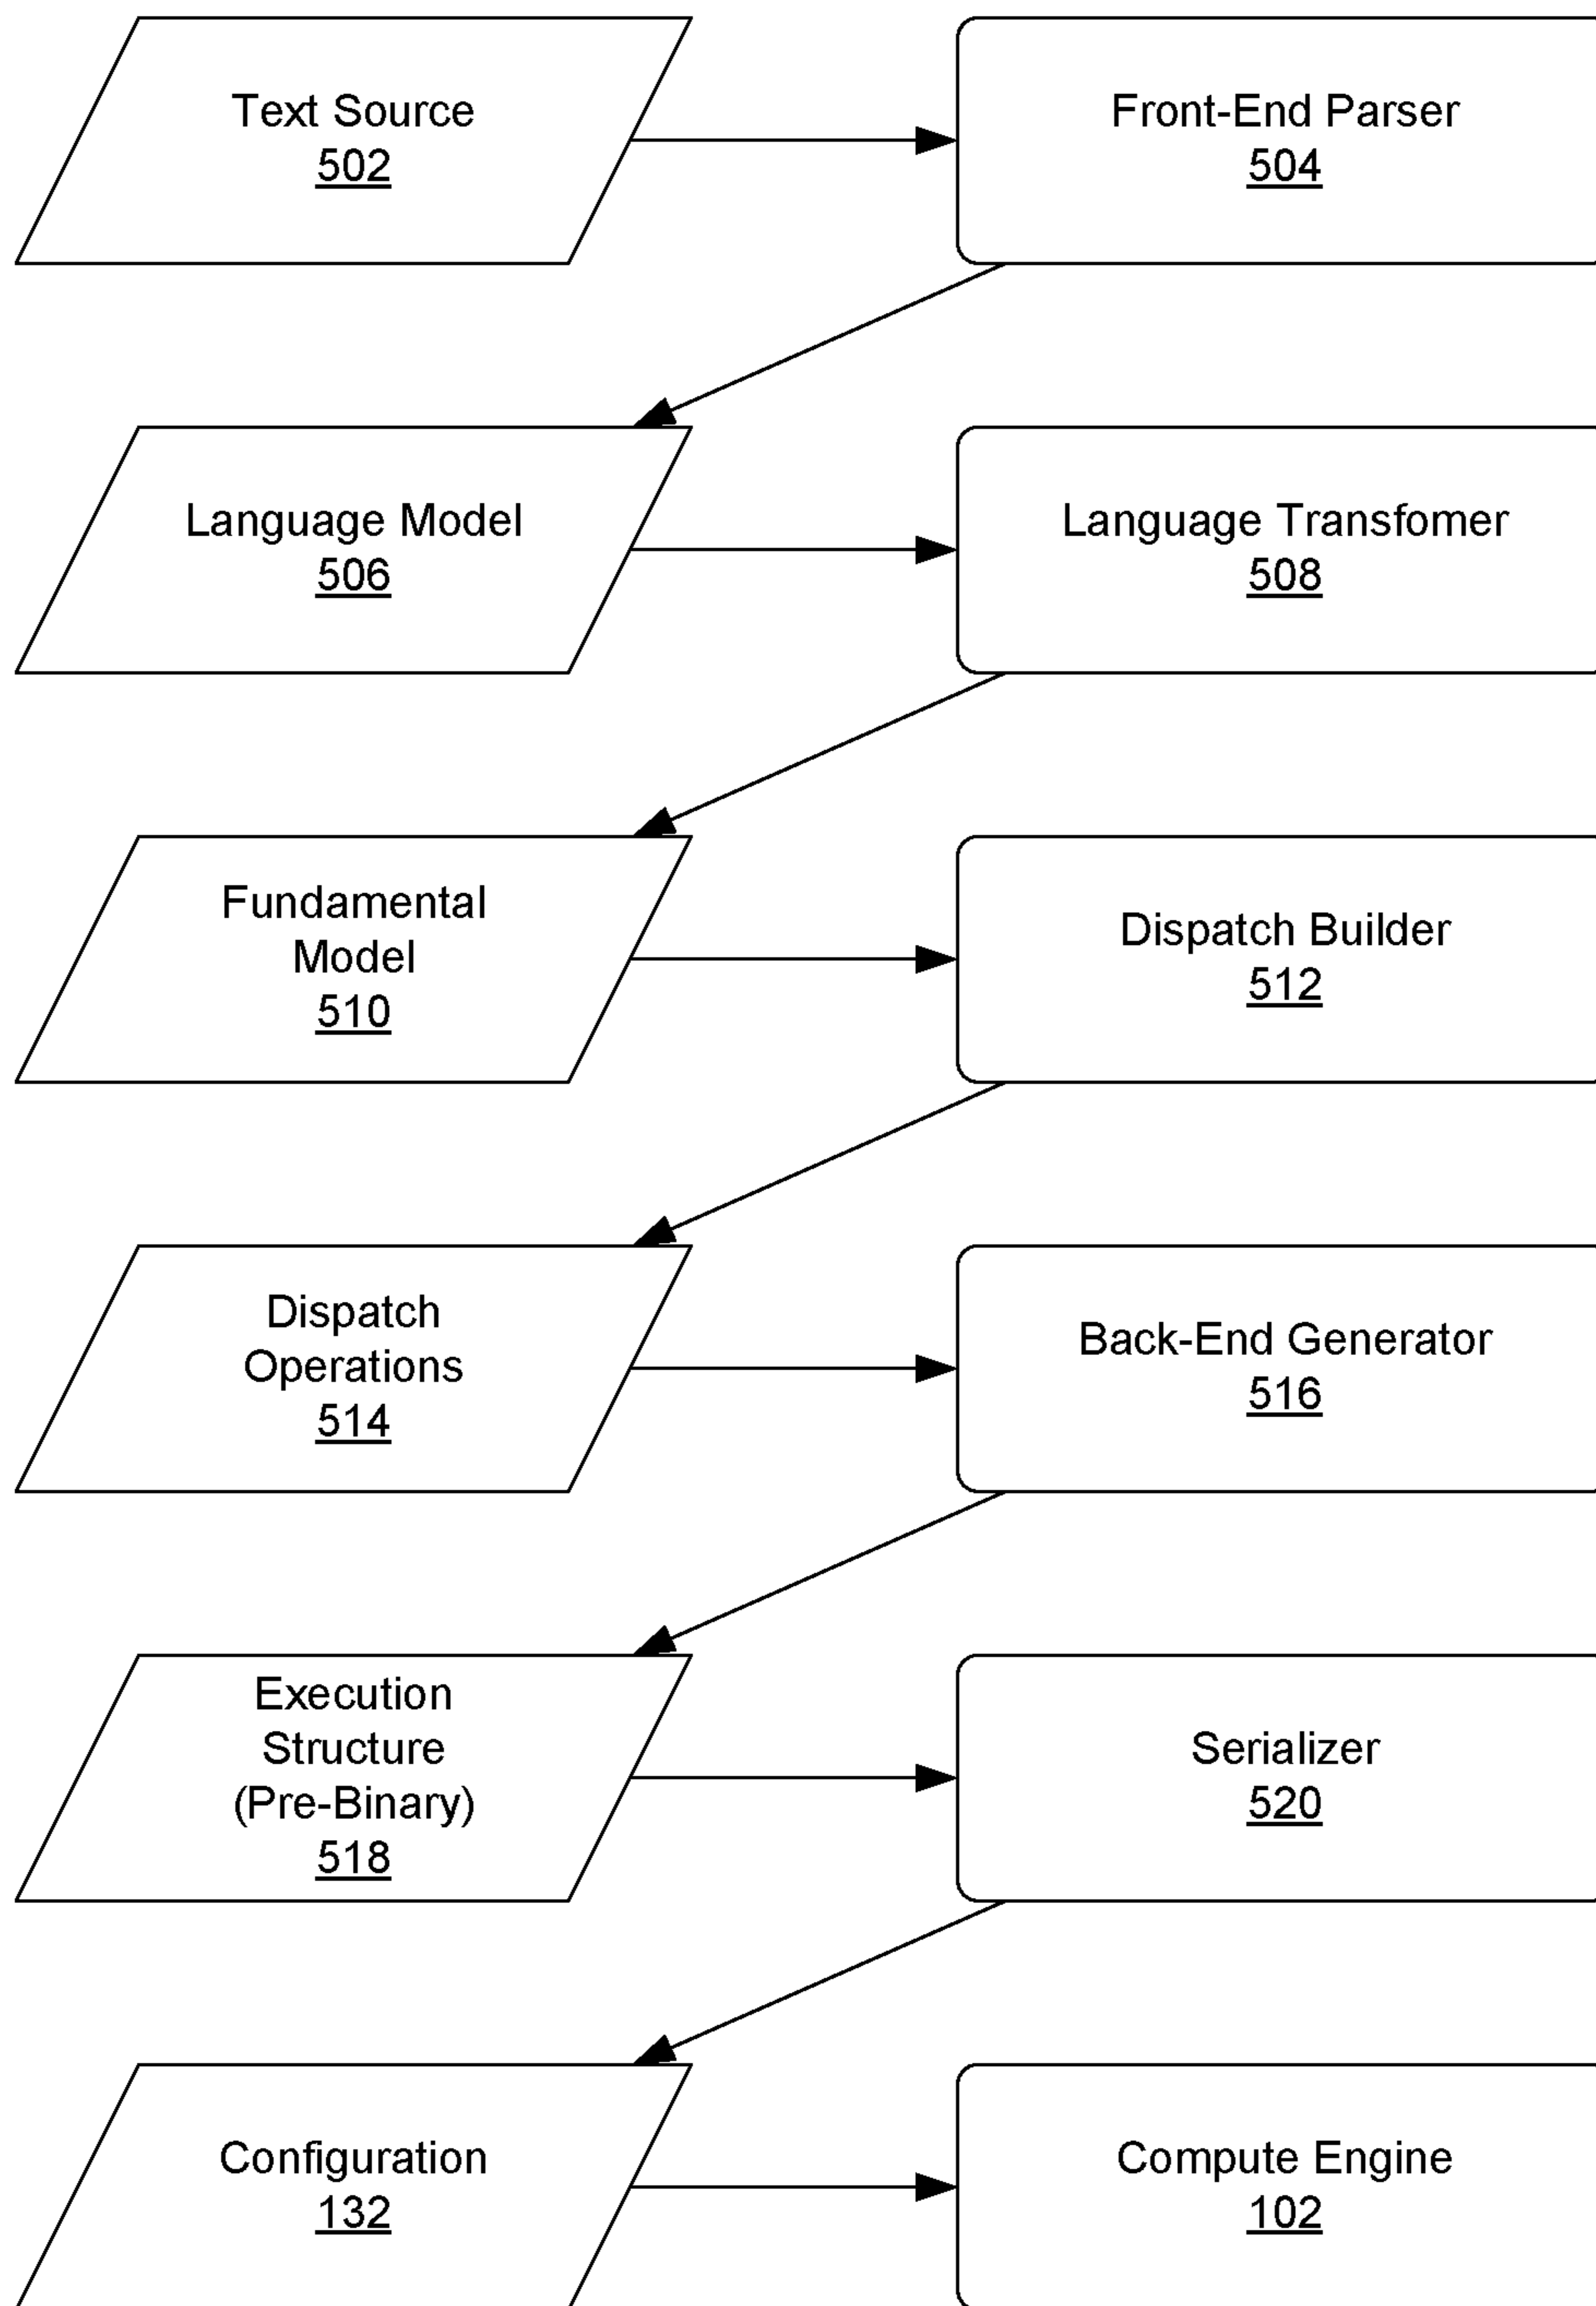 Text Source
502
Front-End Parser
504
Language Model
506
Language Transfomer
508
Fundamental
Model
510
Dispatch Builder
512
Dispatch
Operations
514
Back-End Generator
516
Execution
Structure
(Pre-Binary)
518
Serializer
520
Configuration
132
Compute Engine
102